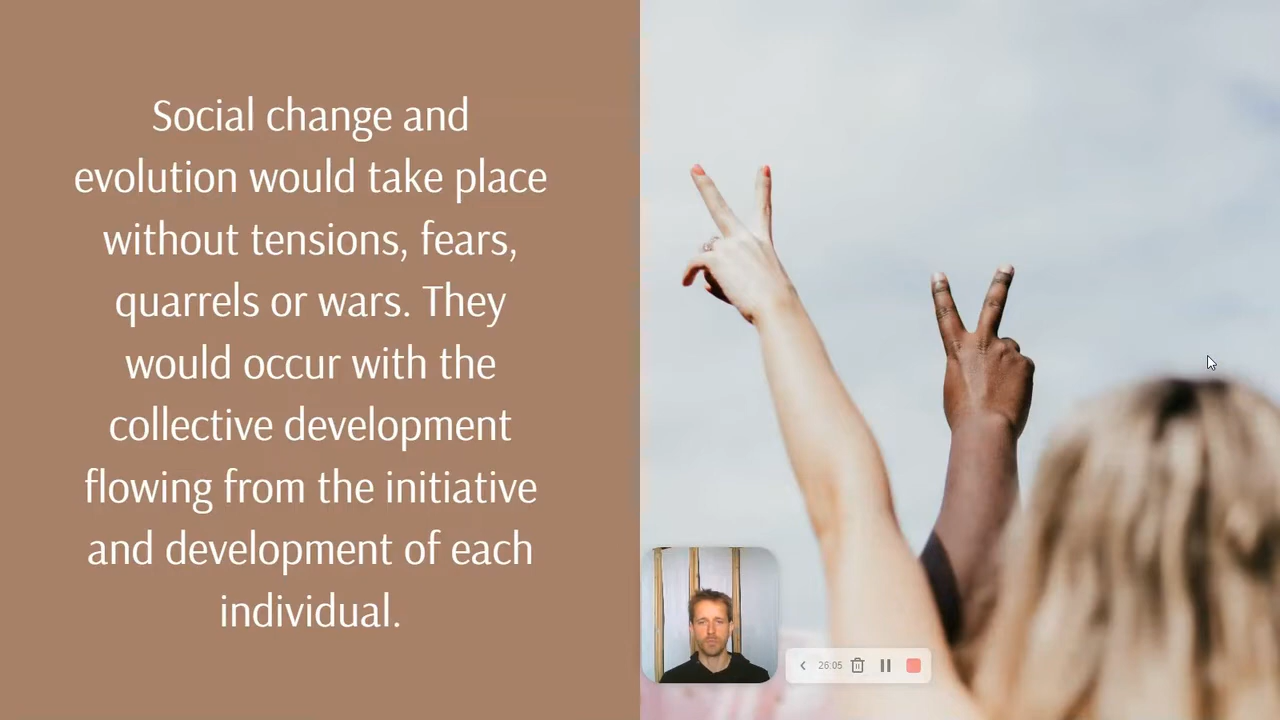 Social change and
evolution would take place
without tensions, fears,
quarrels or wars. They
would occur with the
collective development
flowing from the initiative
and development of each
individual.
26:05